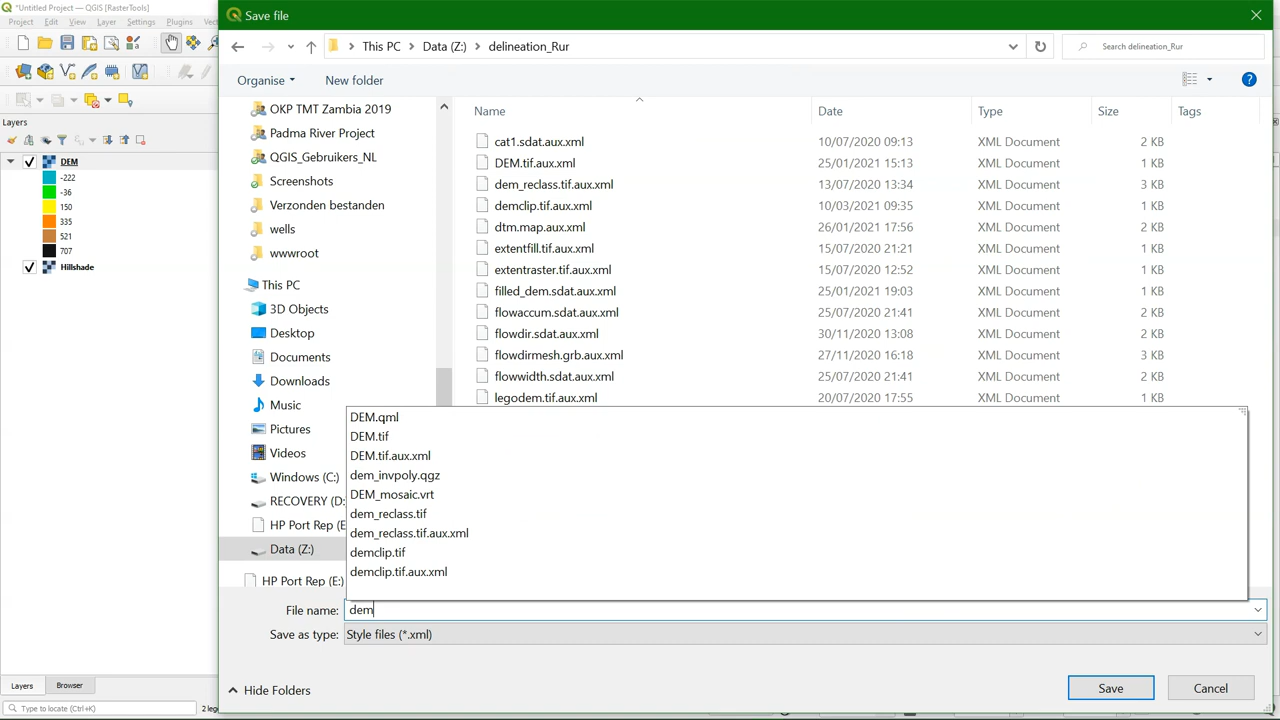 *Untitled Project — QGIS [RasterTools]
Project Edit View Layer Settings Plugins Vect
Layers
DEM
-222
-36
150
335
521
707
Hillshade
Layers Browser
Type to locate (Ctrl+K)
2 leg
Save file
This PC Data (Z:) delineation_Rur
Search delineation_Rur
Organise New folder
OKP TMT Zambia 2019
Padma River Project
QGIS_Gebruikers_NL
Screenshots
Verzonden bestanden
wells
wwwroot
This PC
3D Objects
Desktop
Documents
Downloads
Music
Pictures
Videos
Windows (C:)
RECOVERY (D:
HP Port Rep (E
Data (Z:)
HP Port Rep (E:)
Name Date Type Size Tags
cat1.sdat.aux.xml 10/07/2020 09:13 XML Document 2 KB
DEM.tif.aux.xml 25/01/2021 15:13 XML Document 1 KB
dem_reclass.tif.aux.xml 13/07/2020 13:34 XML Document 3 KB
demclip.tif.aux.xml 10/03/2021 09:35 XML Document 1 KB
dtm.map.aux.xml 26/01/2021 17:56 XML Document 2 KB
extentfill.tif.aux.xml 15/07/2020 21:21 XML Document 1 KB
extentraster.tif.aux.xml 15/07/2020 12:52 XML Document 1 KB
filled_dem.sdat.aux.xml 25/01/2021 19:03 XML Document 1 KB
flowaccum.sdat.aux.xml 25/07/2020 21:41 XML Document 2 KB
flowdir.sdat.aux.xml 30/11/2020 13:08 XML Document 2 KB
flowdirmesh.grb.aux.xml 27/11/2020 16:18 XML Document 3 KB
flowwidth.sdat.aux.xml 25/07/2020 21:41 XML Document 2 KB
legodem.tif.aux.xml 20/07/2020 17:55 XML Document 1 KB
DEM.qml
DEM.tif
DEM.tif.aux.xml
dem_invpoly.qgz
DEM_mosaic.vrt
dem_reclass.tif
dem_reclass.tif.aux.xml
demclip.tif
demclip.tif.aux.xml
File name: dem
Save as type: Style files (*.xml)
Hide Folders
Save Cancel